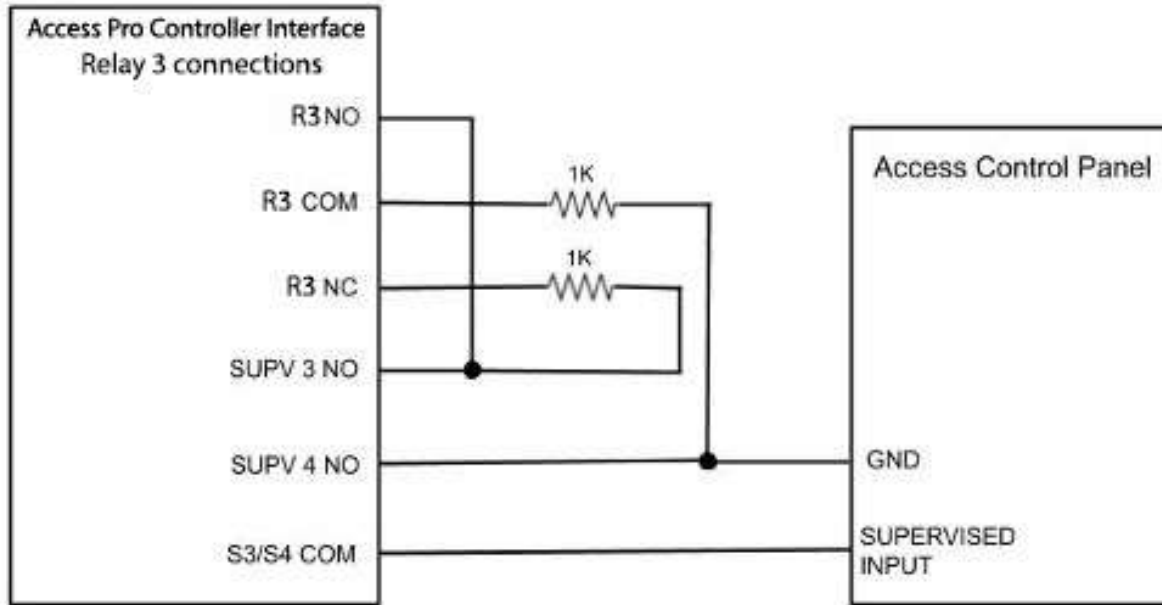 Access Pro Controller Interface
Relay 3 connections
R3 NO
Access Control Panel
1K
R3 COM
1K
R3 NC
SUPV 3 NO
SUPV 4 NO
GND
S3/S4 COM
SUPERVISED
INPUT